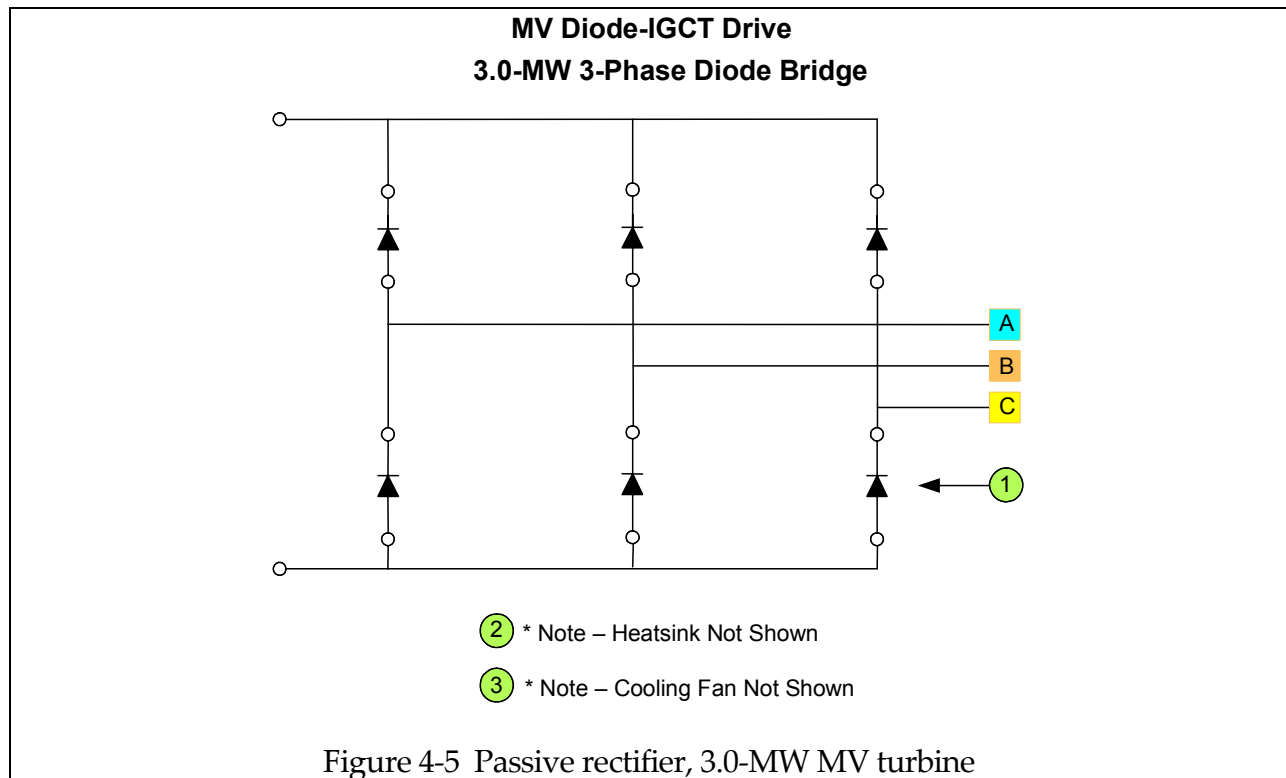 MV Diode-IGCT Drive
3.0-MW 3-Phase Diode Bridge
A
B
C
1
2 * Note – Heatsink Not Shown
3 * Note – Cooling Fan Not Shown
Figure 4-5 Passive rectifier, 3.0-MW MV turbine